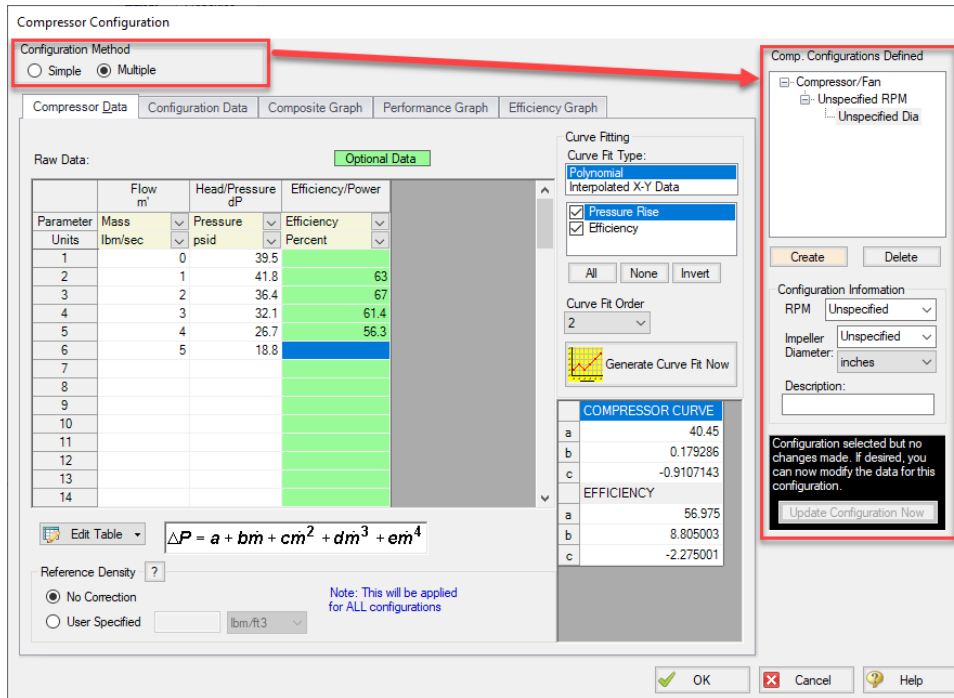 Compressor Configuration
Configuration Method
Simple Multiple
Compressor Data Configuration Data Composite Graph Performance Graph Efficiency Graph
Raw Data: Optional Data
Flow Head/Pressure Efficiency/Power
m' dP
Parameter Mass Pressure Efficiency
Units lbm/sec psid Percent
1 0 39.5
2 1 41.8 63
3 2 36.4 67
4 3 32.1 61.4
5 4 26.7 56.3
6 5 18.8
7
8
9
10
11
12
13
14
Edit Table
ΔP = a + bṁ + cṁ² + dṁ³ + eṁ⁴
Reference Density ?
No Correction
User Specified lbm/ft3
Note: This will be applied
for ALL configurations
Curve Fitting
Curve Fit Type:
Polynomial
Interpolated X-Y Data
Pressure Rise
Efficiency
All None Invert
Curve Fit Order
2
Generate Curve Fit Now
COMPRESSOR CURVE
a 40.45
b 0.179286
c -0.9107143
EFFICIENCY
a 56.975
b 8.805003
c -2.275001
Comp. Configurations Defined
Compressor/Fan
Unspecified RPM
Unspecified Dia
Create Delete
Configuration Information
RPM Unspecified
Impeller Unspecified
Diameter: inches
Description:
Configuration selected but no
changes made. If desired, you
can now modify the data for this
configuration.
Update Configuration Now
OK Cancel Help